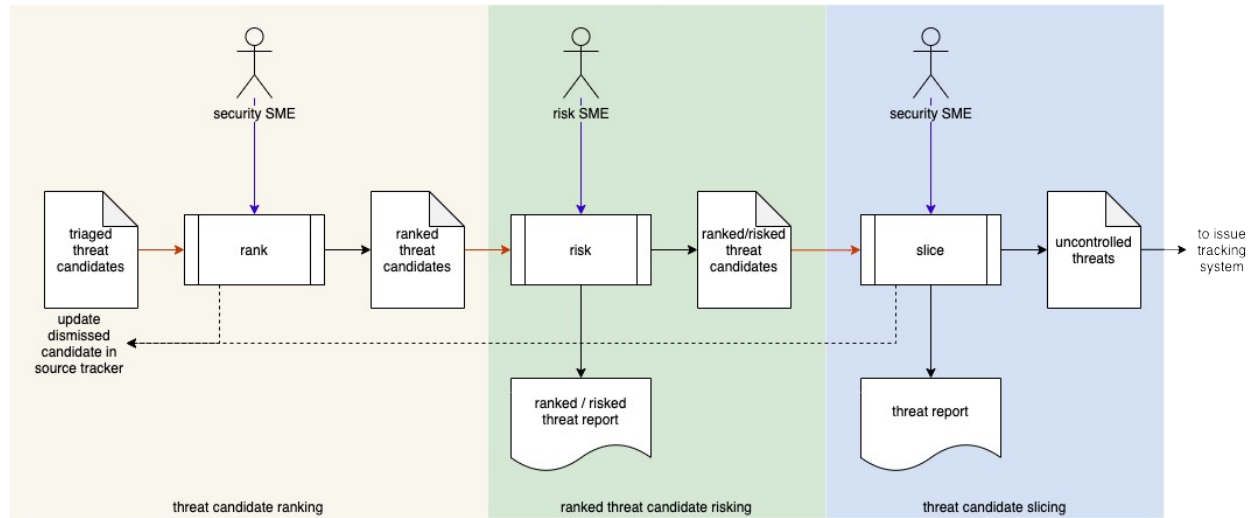 security SME
risk SME
security SME
triaged
threat
candidates
rank
ranked
threat
candidates
risk
ranked/risked
threat
candidates
slice
uncontrolled
threats
to issue
tracking
system
update
dismissed
candidate in
source tracker
ranked / risked
threat report
threat report
threat candidate ranking
ranked threat candidate risking
threat candidate slicing